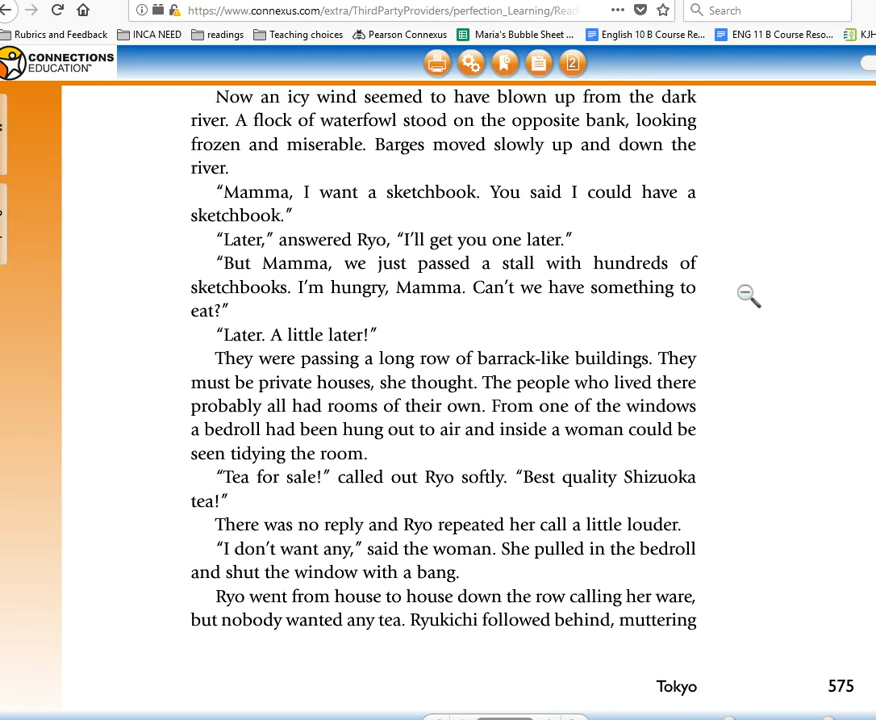 https://www.connexus.com/extra/ThirdPartyProviders/perfection_Learning/Read
Search
Rubrics and Feedback INCA NEED readings Teaching choices Pearson Connexus Maria's Bubble Sheet ... English 10 B Course Re... ENG 11 B Course Reso... KJH
CONNECTIONS
EDUCATION™
2
Now an icy wind seemed to have blown up from the dark
river. A flock of waterfowl stood on the opposite bank, looking
frozen and miserable. Barges moved slowly up and down the
river.
“Mamma, I want a sketchbook. You said I could have a
sketchbook.”
“Later,” answered Ryo, “I’ll get you one later.”
“But Mamma, we just passed a stall with hundreds of
sketchbooks. I’m hungry, Mamma. Can’t we have something to
eat?”
“Later. A little later!”
They were passing a long row of barrack-like buildings. They
must be private houses, she thought. The people who lived there
probably all had rooms of their own. From one of the windows
a bedroll had been hung out to air and inside a woman could be
seen tidying the room.
“Tea for sale!” called out Ryo softly. “Best quality Shizuoka
tea!”
There was no reply and Ryo repeated her call a little louder.
“I don’t want any,” said the woman. She pulled in the bedroll
and shut the window with a bang.
Ryo went from house to house down the row calling her ware,
but nobody wanted any tea. Ryukichi followed behind, muttering
Tokyo 575